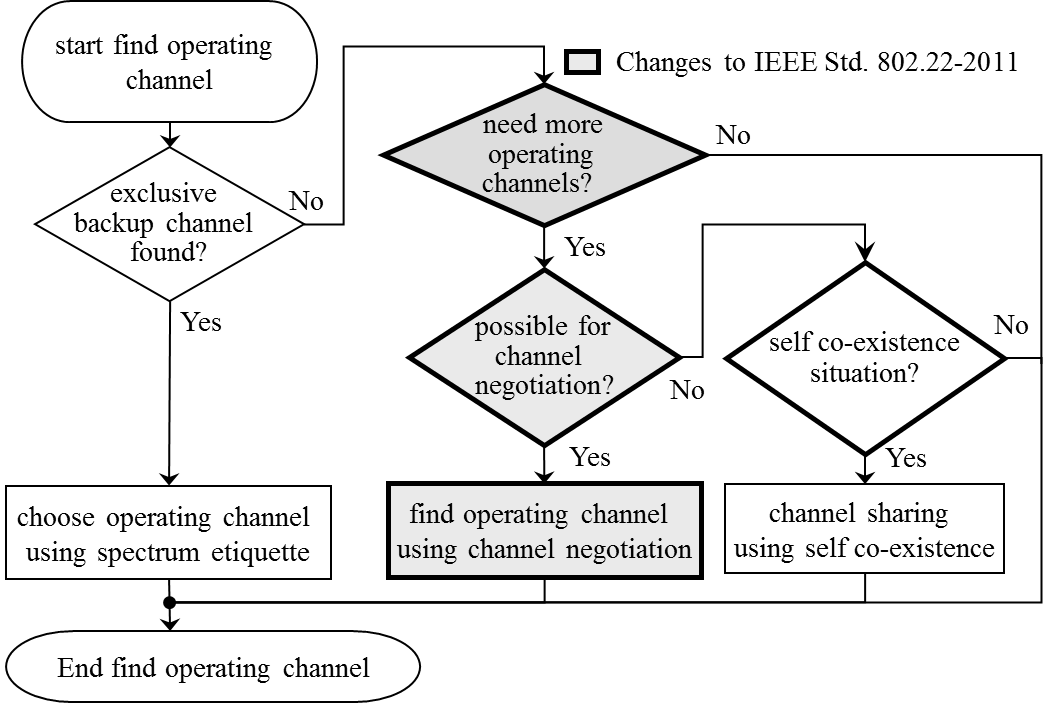 start find operating
channel
Changes to IEEE Std. 802.22-2011
need more
operating
channels?
No
exclusive
backup channel
found?
No
Yes
Yes
possible for
channel
negotiation?
No
self co-existence
situation?
No
Yes
Yes
choose operating channel
using spectrum etiquette
find operating channel
using channel negotiation
channel sharing
using self co-existence
End find operating channel